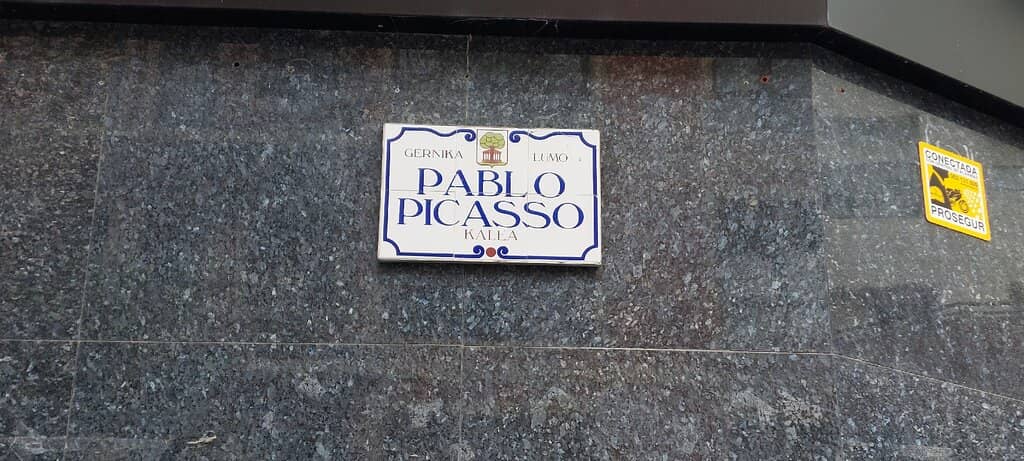 GERNIKA LUMO
PABLO
PICASSO
KALEA
CONECTADA
PROSEGUR